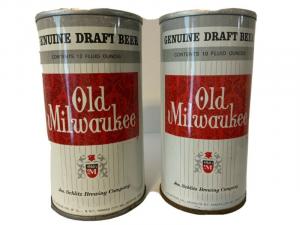 GENUINE DRAFT BEER
CONTENTS 12 FLUID OUNCES
Old
Milwaukee
Jos. Schlitz Brewing Company
GENUINE DRAFT BEER
CONTENTS 10 FLUID OUNCES
Old
Milwaukee
Jos. Schlitz Brewing Company